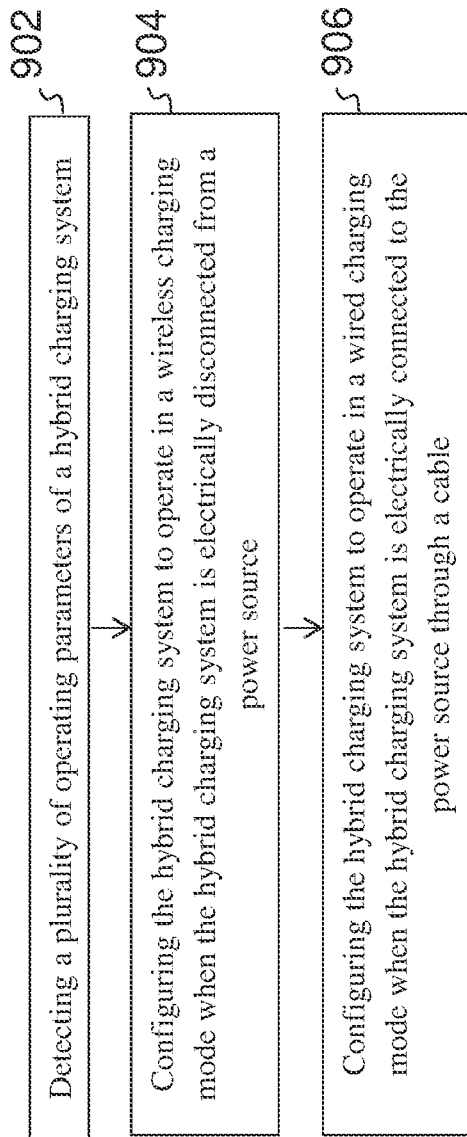 902
Detecting a plurality of operating parameters of a hybrid charging system
904
Configuring the hybrid charging system to operate in a wireless charging
mode when the hybrid charging system is electrically disconnected from a
power source
906
Configuring the hybrid charging system to operate in a wired charging
mode when the hybrid charging system is electrically connected to the
power source through a cable